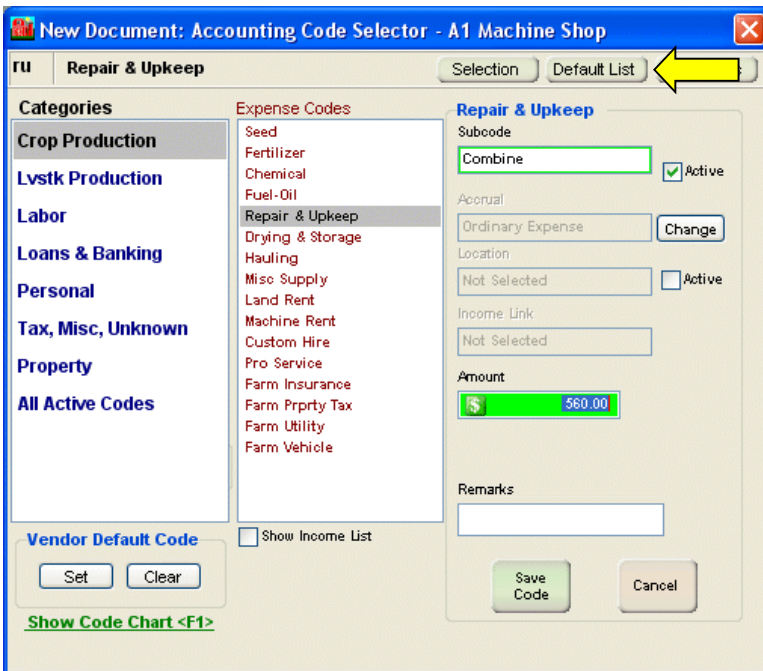 New Document: Accounting Code Selector - A1 Machine Shop
ru Repair & Upkeep Selection Default List
Categories
Crop Production
Lvstk Production
Labor
Loans & Banking
Personal
Tax, Misc, Unknown
Property
All Active Codes
Expense Codes
Seed
Fertilizer
Chemical
Fuel-Oil
Repair & Upkeep
Drying & Storage
Hauling
Misc Supply
Land Rent
Machine Rent
Custom Hire
Pro Service
Farm Insurance
Farm Prprty Tax
Farm Utility
Farm Vehicle
Show Income List
Repair & Upkeep
Subcode
Combine Active
Accrual
Ordinary Expense Change
Location
Not Selected Active
Income Link
Not Selected
Amount
$ 560.00
Remarks
Save
Code
Cancel
Vendor Default Code
Set Clear
Show Code Chart <F1>